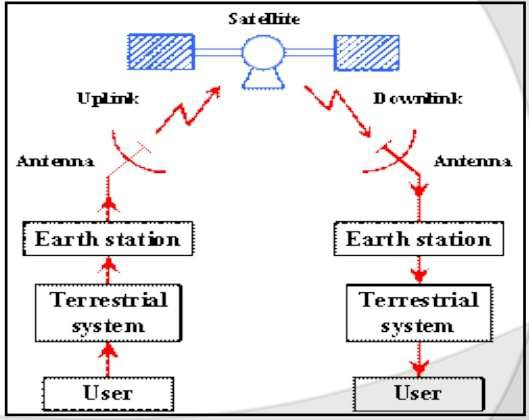 Satellite
Uplink
Downlink
Antenna
Antenna
Earth station
Earth station
Terrestrial
system
Terrestrial
system
User
User